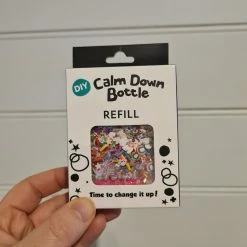 DIY
Calm Down
Bottle
REFILL
Time to change it up!